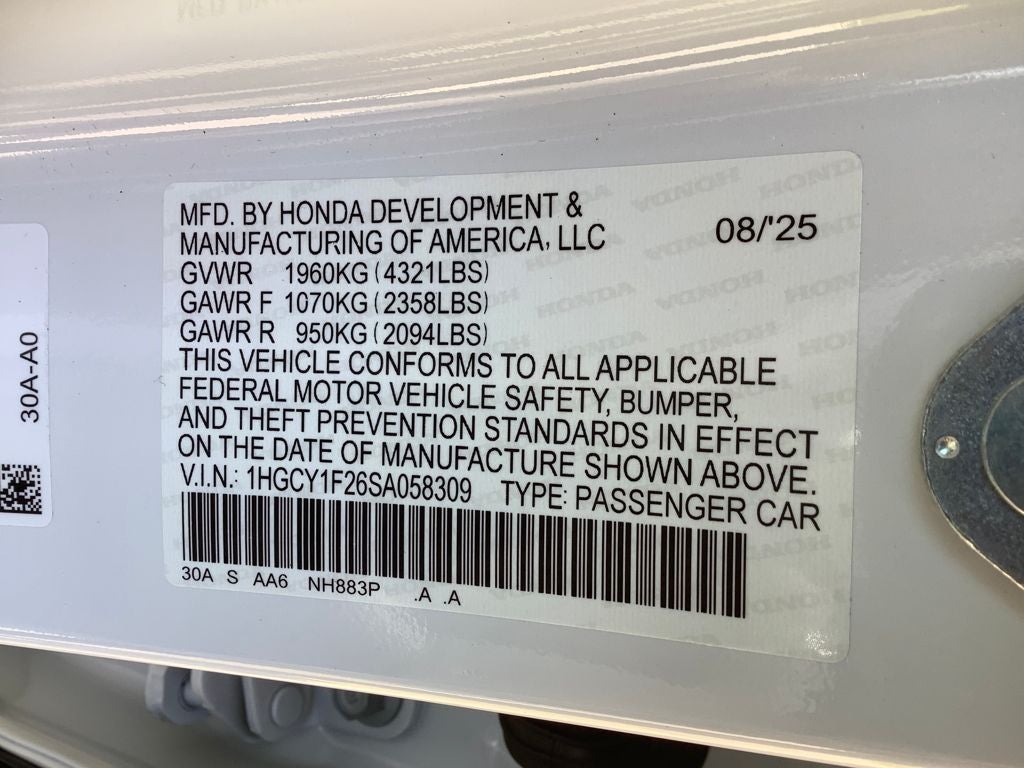 MFD. BY HONDA DEVELOPMENT &
MANUFACTURING OF AMERICA, LLC 08/'25
GVWR 1960KG (4321LBS)
GAWR F 1070KG (2358LBS)
GAWR R 950KG (2094LBS)
THIS VEHICLE CONFORMS TO ALL APPLICABLE
FEDERAL MOTOR VEHICLE SAFETY, BUMPER,
AND THEFT PREVENTION STANDARDS IN EFFECT
ON THE DATE OF MANUFACTURE SHOWN ABOVE.
V.I.N.: 1HGCY1F26SA058309 TYPE: PASSENGER CAR
30A S AA6 NH883P .A .A
30A-A0